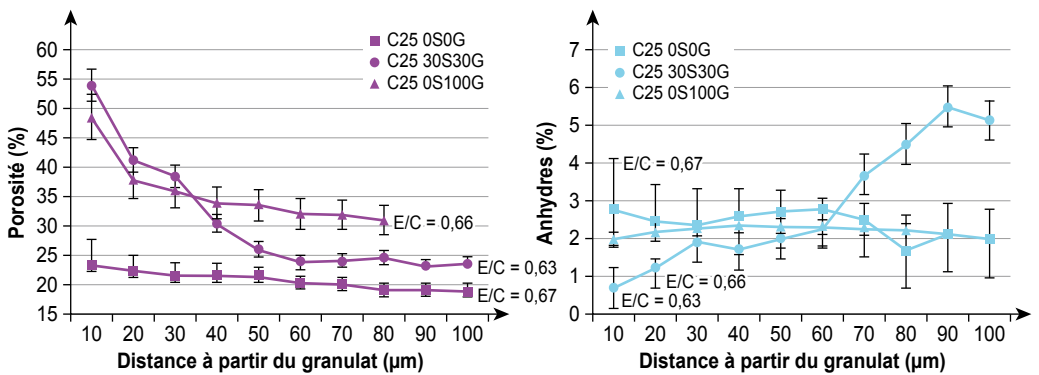 Porosité (%)
60
55
50
45
40
35
30
25
20
15
C25 0S0G
C25 30S30G
C25 0S100G
E/C = 0,66
E/C = 0,63
E/C = 0,67
10 20 30 40 50 60 70 80 90 100
Distance à partir du granulat (µm)
Anhydres (%)
7
6
5
4
3
2
1
0
C25 0S0G
C25 30S30G
C25 0S100G
E/C = 0,67
E/C = 0,66
E/C = 0,63
10 20 30 40 50 60 70 80 90 100
Distance à partir du granulat (µm)